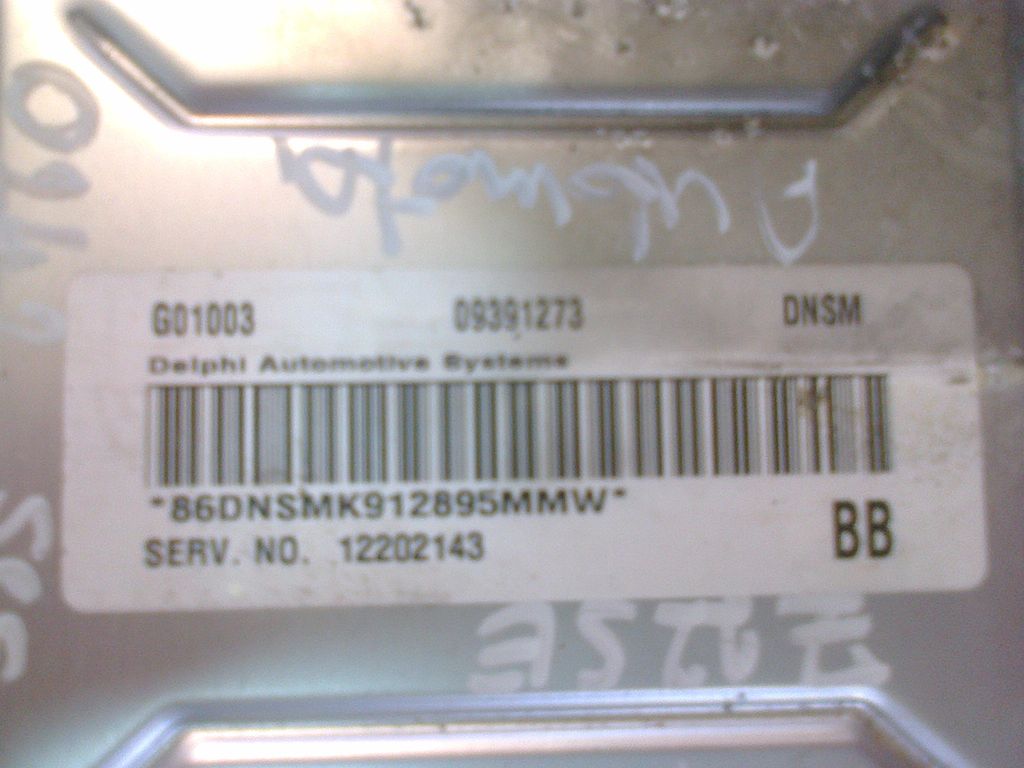 G01003 09391273 DNSM
Delphi Automotive Systems
*86DNSMK912895MMW*
SERV. NO. 12202143
BB